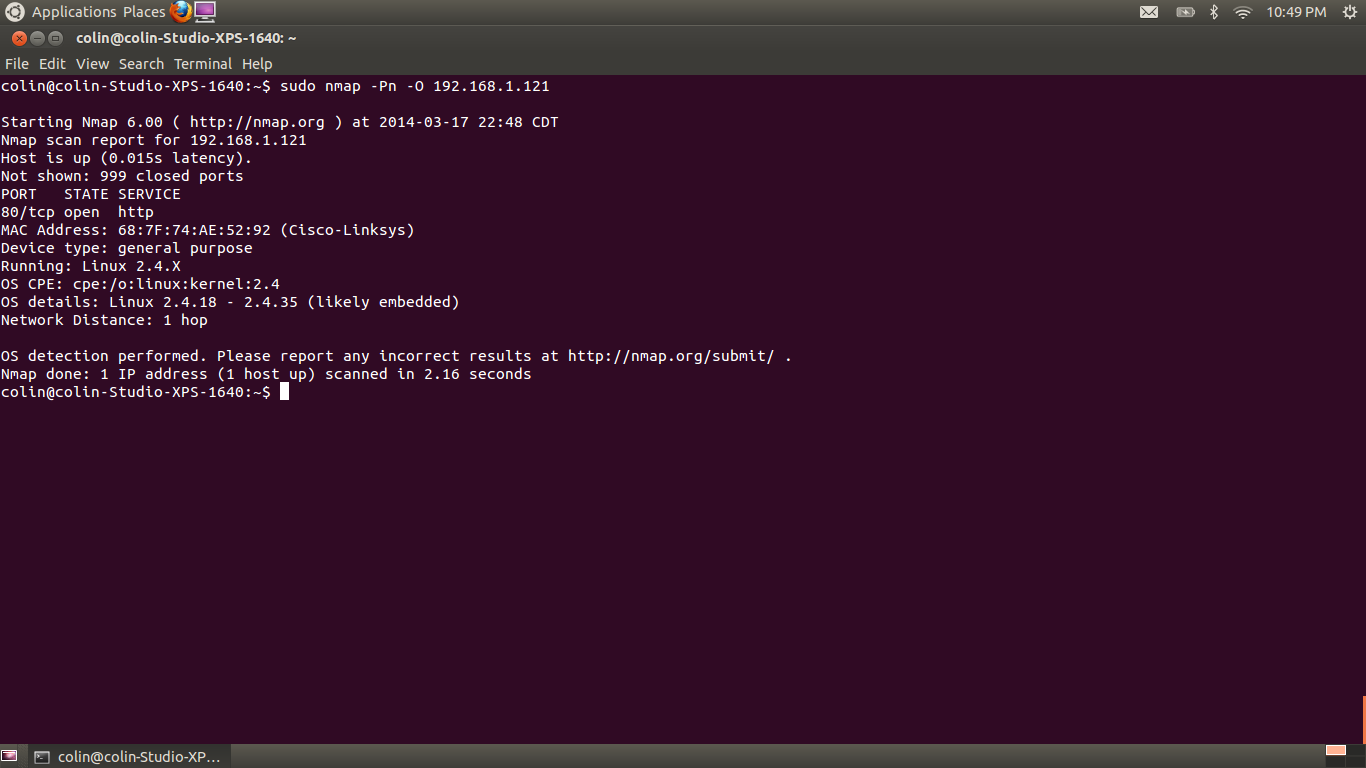 Applications Places
10:49 PM
colin@colin-Studio-XPS-1640: ~
File Edit View Search Terminal Help
colin@colin-Studio-XPS-1640:~$ sudo nmap -Pn -O 192.168.1.121
Starting Nmap 6.00 ( http://nmap.org ) at 2014-03-17 22:48 CDT
Nmap scan report for 192.168.1.121
Host is up (0.015s latency).
Not shown: 999 closed ports
PORT   STATE SERVICE
80/tcp open  http
MAC Address: 68:7F:74:AE:52:92 (Cisco-Linksys)
Device type: general purpose
Running: Linux 2.4.X
OS CPE: cpe:/o:linux:kernel:2.4
OS details: Linux 2.4.18 - 2.4.35 (likely embedded)
Network Distance: 1 hop
OS detection performed. Please report any incorrect results at http://nmap.org/submit/ .
Nmap done: 1 IP address (1 host up) scanned in 2.16 seconds
colin@colin-Studio-XPS-1640:~$
colin@colin-Studio-XP...